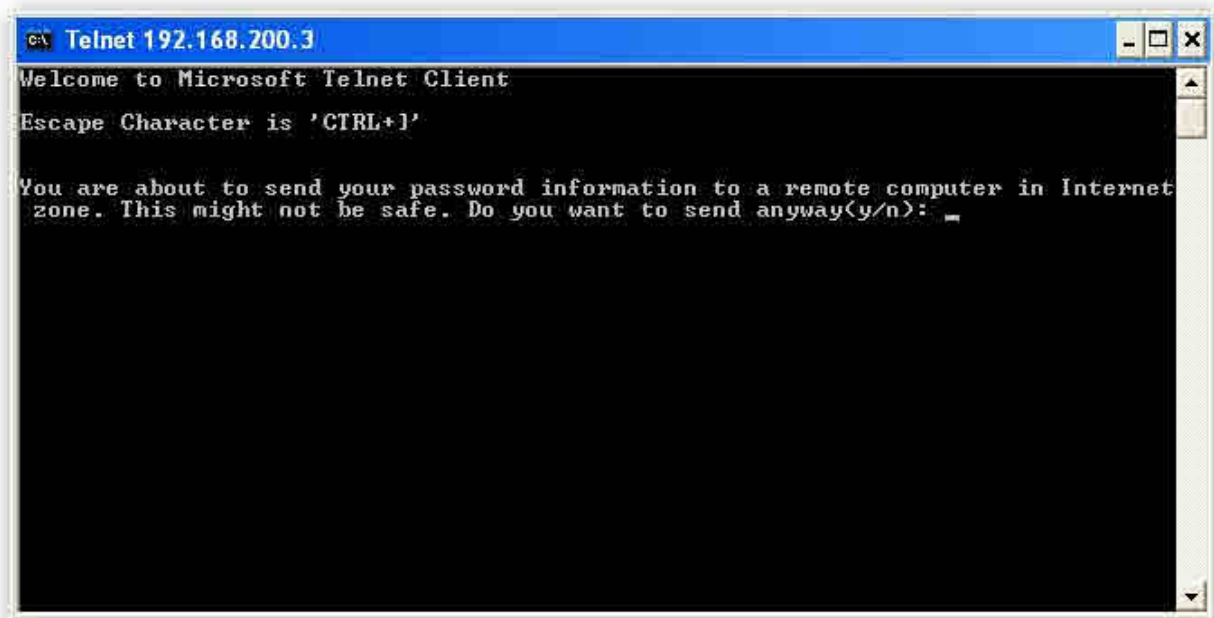 Telnet 192.168.200.3
Welcome to Microsoft Telnet Client
Escape Character is 'CTRL+]'
You are about to send your password information to a remote computer in Internet
zone. This might not be safe. Do you want to send anyway(y/n): _